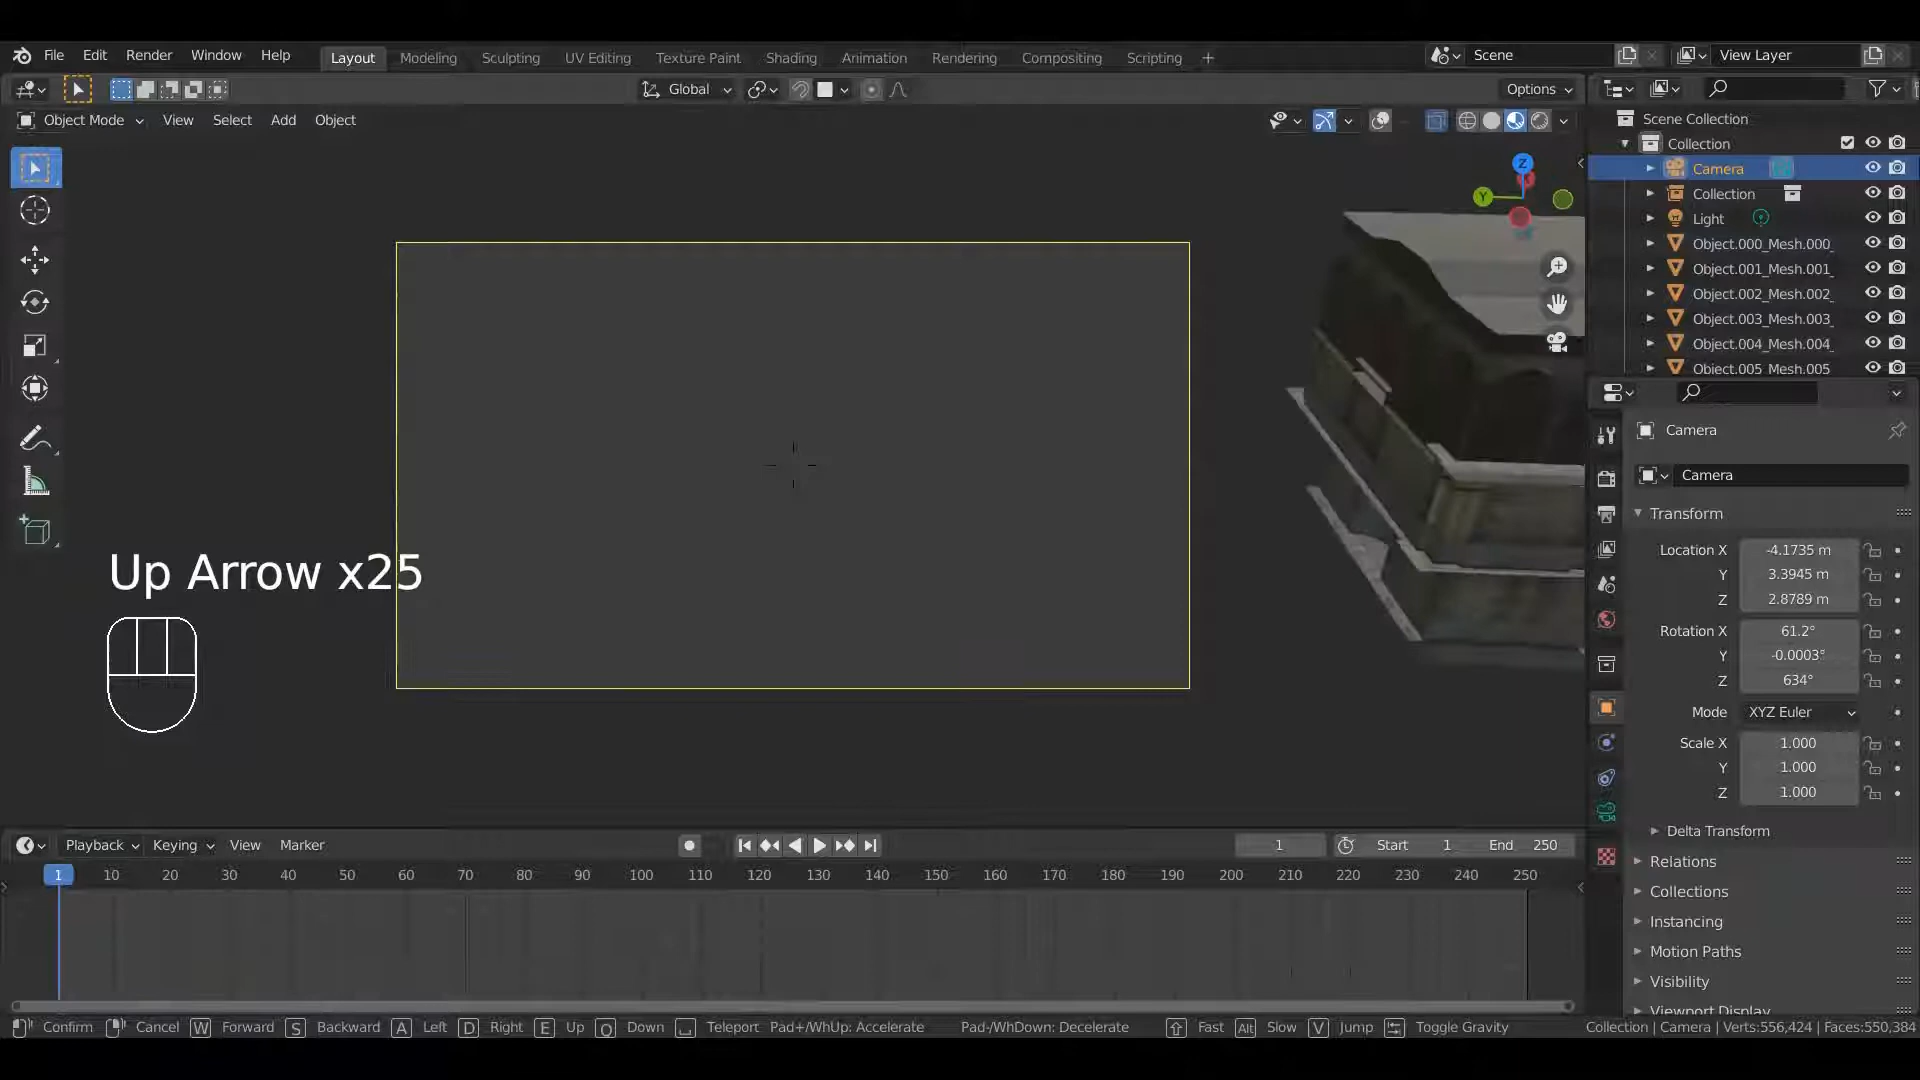 File Edit Render Window Help Layout Modeling Sculpting UV Editing Texture Paint Shading Animation Rendering Compositing Scripting + Scene View Layer
Global Options
Object Mode View Select Add Object
Z
Y
Scene Collection
Collection
Camera
Collection
Light
Object.000_Mesh.000_
Object.001_Mesh.001_
Object.002_Mesh.002_
Object.003_Mesh.003_
Object.004_Mesh.004_
Object.005_Mesh.005
Camera
Camera
Transform
Location X -4.1735 m
Y 3.3945 m
Z 2.8789 m
Rotation X 61.2°
Y -0.0003°
Z 634°
Mode XYZ Euler
Scale X 1.000
Y 1.000
Z 1.000
Delta Transform
Relations
Collections
Instancing
Motion Paths
Visibility
Viewport Display
Up Arrow x25
Playback Keying View Marker 1 Start 1 End 250
1 10 20 30 40 50 60 70 80 90 100 110 120 130 140 150 160 170 180 190 200 210 220 230 240 250
Confirm Cancel W Forward S Backward A Left D Right E Up Q Down Teleport Pad+/WhUp: Accelerate Pad-/WhDown: Decelerate Fast Alt Slow V Jump Toggle Gravity Collection | Camera | Verts:556,424 | Faces:550,384